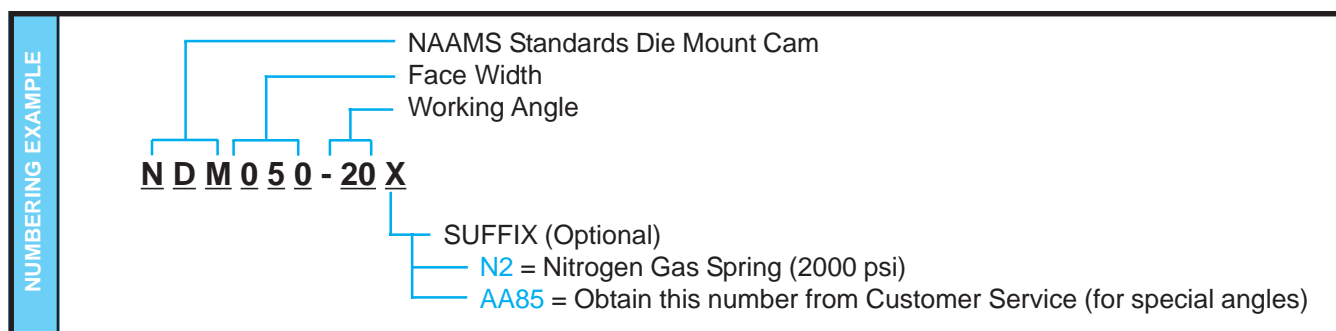 NUMBERING EXAMPLE
NAAMS Standards Die Mount Cam
Face Width
Working Angle
N D M 0 5 0 - 20 X
SUFFIX (Optional)
N2 = Nitrogen Gas Spring (2000 psi)
AA85 = Obtain this number from Customer Service (for special angles)